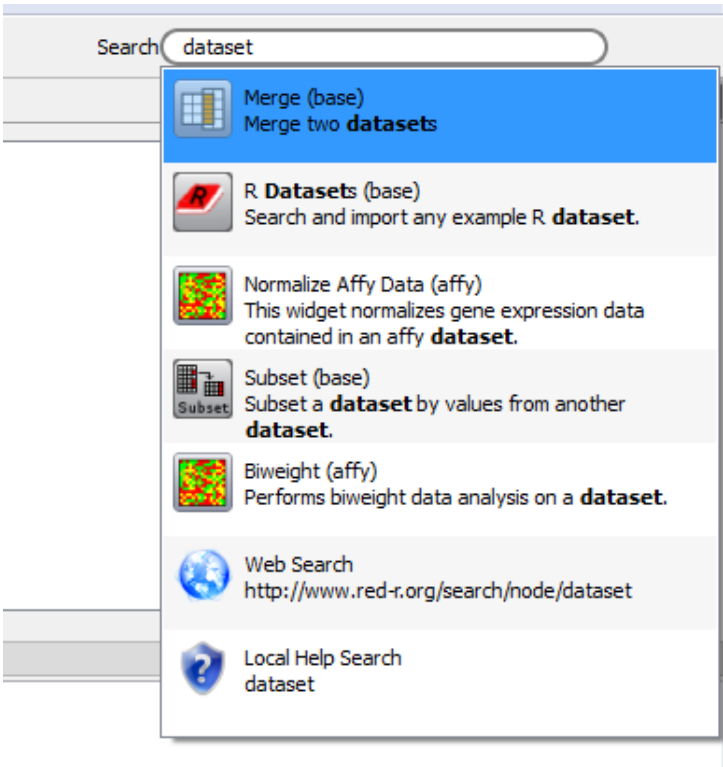 Search dataset
Merge (base)
Merge two datasets
R
R Datasets (base)
Search and import any example R dataset.
Normalize Affy Data (affy)
This widget normalizes gene expression data
contained in an affy dataset.
Subset
Subset (base)
Subset a dataset by values from another
dataset.
Biweight (affy)
Performs biweight data analysis on a dataset.
Web Search
http://www.red-r.org/search/node/dataset
?
Local Help Search
dataset